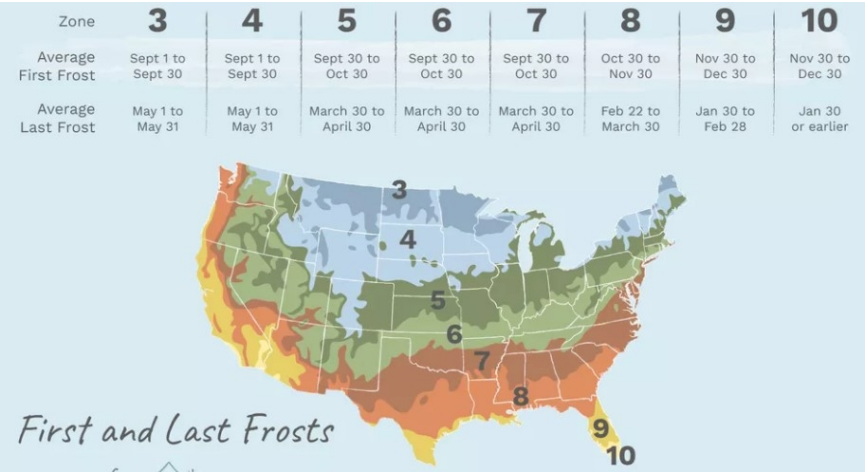 Zone 3 4 5 6 7 8 9 10
Average Sept 1 to Sept 1 to Sept 30 to Sept 30 to Sept 30 to Oct 30 to Nov 30 to Nov 30 to
First Frost Sept 30 Sept 30 Oct 30 Oct 30 Oct 30 Nov 30 Dec 30 Dec 30
Average May 1 to May 1 to March 30 to March 30 to March 30 to Feb 22 to Jan 30 to Jan 30
Last Frost May 31 May 31 April 30 April 30 April 30 March 30 Feb 28 or earlier
3
4
5
6
7
8
First and Last Frosts
9
10